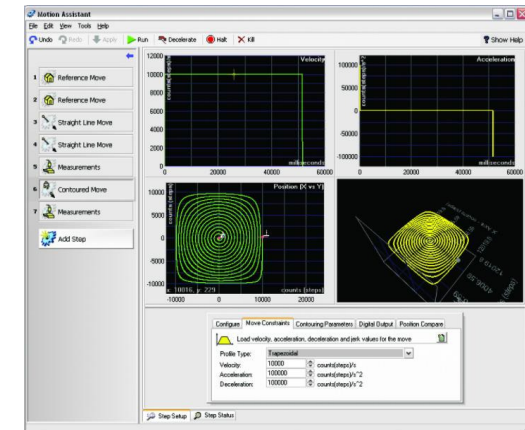 Motion Assistant
File Edit View Tools Help
Undo Redo Apply Run Decelerate Halt Kill Show Help
1 Reference Move
2 Reference Move
3 Straight Line Move
4 Straight Line Move
5 Measurements
6 Contoured Move
7 Measurements
Add Step
Velocity
12000
10000
8000
6000
4000
2000
0
0 20000 40000 60000
milliseconds
Acceleration
100000
50000
0
-50000
-100000
0 20000 40000 60000
milliseconds
Position (X vs Y)
10000
5000
0
-5000
-10000
x: 10016, y: 229 counts (steps)
-10000 0 10000 20000
Configure Move Constraints Contouring Parameters Digital Output Position Compare
Load velocity, acceleration, deceleration and jerk values for the move
Profile Type: Trapezoidal
Velocity: 10000 counts(steps)/s
Acceleration: 100000 counts(steps)/s^2
Deceleration: 100000 counts(steps)/s^2
Step Setup Step Status